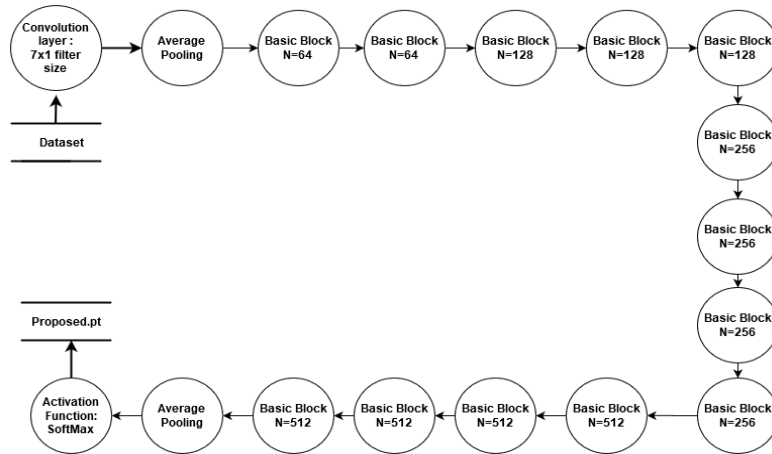 Convolution
layer :
7x1 filter
size
Average
Pooling
Basic Block
N=64
Basic Block
N=64
Basic Block
N=128
Basic Block
N=128
Basic Block
N=128
Dataset
Basic Block
N=256
Basic Block
N=256
Basic Block
N=256
Proposed.pt
Activation
Function:
SoftMax
Average
Pooling
Basic Block
N=512
Basic Block
N=512
Basic Block
N=512
Basic Block
N=512
Basic Block
N=256